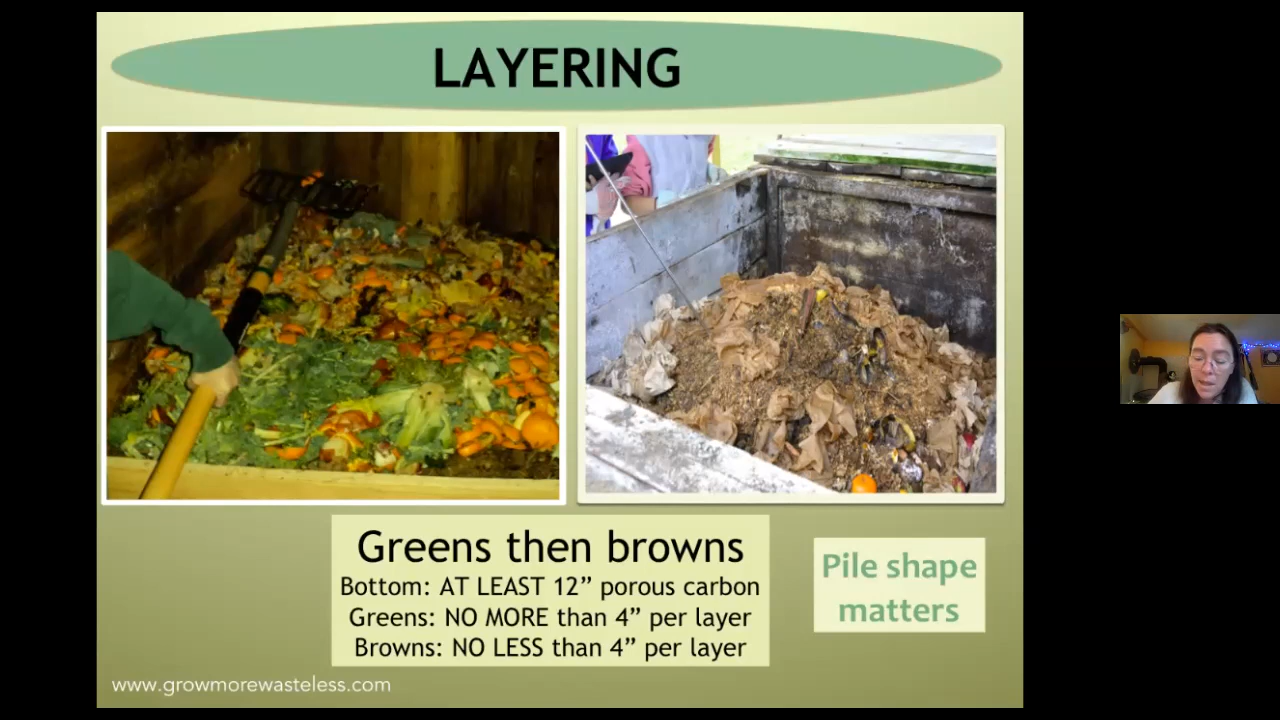 LAYERING
Greens then browns
Bottom: AT LEAST 12” porous carbon
Greens: NO MORE than 4” per layer
Browns: NO LESS than 4” per layer
Pile shape
matters
www.growmorewasteless.com